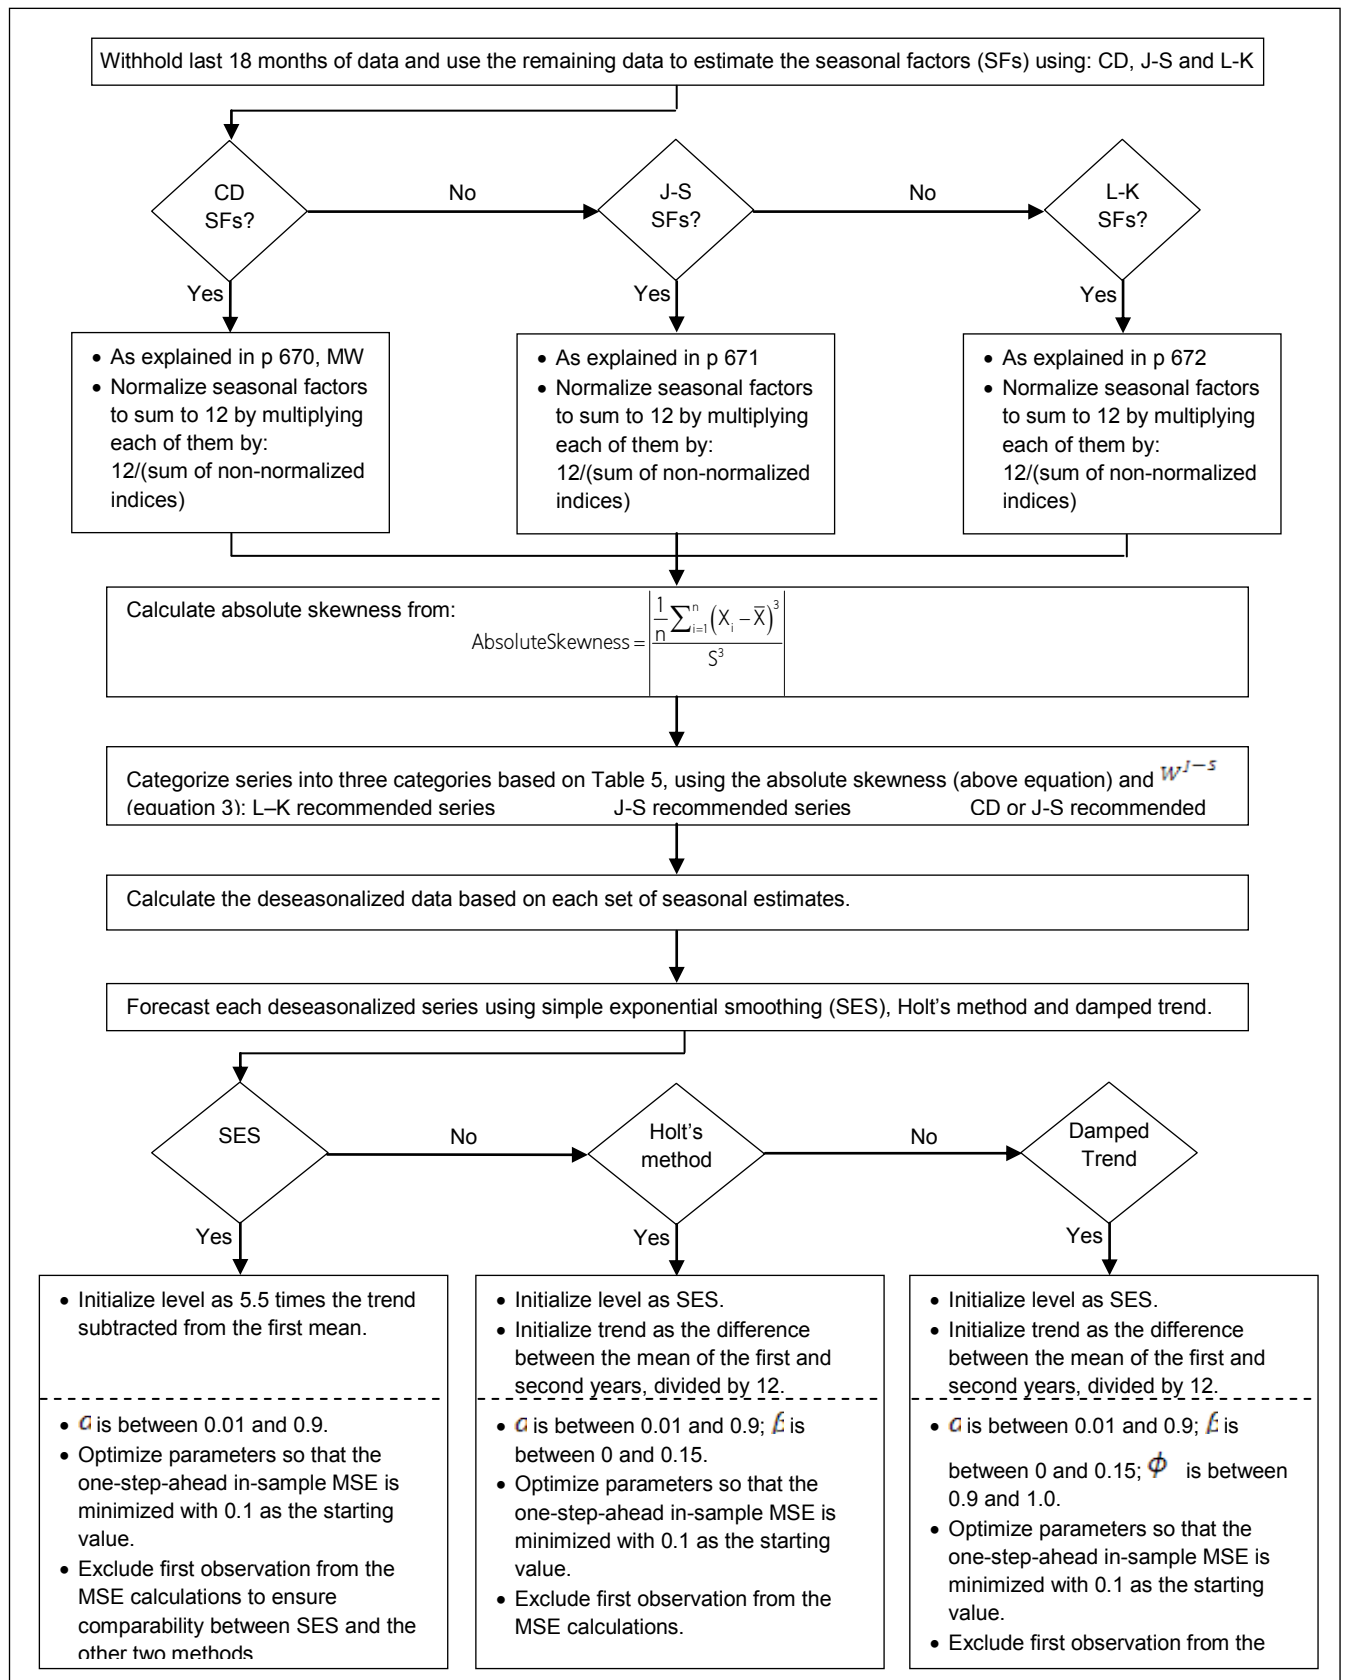 Withhold last 18 months of data and use the remaining data to estimate the seasonal factors (SFs) using: CD, J-S and L-K
CD
SFs?
No
J-S
SFs?
No
L-K
SFs?
Yes
Yes
Yes
• As explained in p 670, MW
• Normalize seasonal factors
to sum to 12 by multiplying
each of them by:
12/(sum of non-normalized
indices)
• As explained in p 671
• Normalize seasonal factors
to sum to 12 by multiplying
each of them by:
12/(sum of non-normalized
indices)
• As explained in p 672
• Normalize seasonal factors
to sum to 12 by multiplying
each of them by:
12/(sum of non-normalized
indices)
Calculate absolute skewness from:
AbsoluteSkewness = | (1/n ∑ⁿᵢ₌₁ (Xᵢ − X̄)³) / S³ |
Categorize series into three categories based on Table 5, using the absolute skewness (above equation) and W^J−S
(equation 3): L–K recommended series J-S recommended series CD or J-S recommended
Calculate the deseasonalized data based on each set of seasonal estimates.
Forecast each deseasonalized series using simple exponential smoothing (SES), Holt's method and damped trend.
SES
No
Holt's
method
No
Damped
Trend
Yes
Yes
Yes
• Initialize level as 5.5 times the trend
subtracted from the first mean.
• α is between 0.01 and 0.9.
• Optimize parameters so that the
one-step-ahead in-sample MSE is
minimized with 0.1 as the starting
value.
• Exclude first observation from the
MSE calculations to ensure
comparability between SES and the
other two methods
• Initialize level as SES.
• Initialize trend as the difference
between the mean of the first and
second years, divided by 12.
• α is between 0.01 and 0.9; β is
between 0 and 0.15.
• Optimize parameters so that the
one-step-ahead in-sample MSE is
minimized with 0.1 as the starting
value.
• Exclude first observation from the
MSE calculations.
• Initialize level as SES.
• Initialize trend as the difference
between the mean of the first and
second years, divided by 12.
• α is between 0.01 and 0.9; β is
between 0 and 0.15; ϕ is between
0.9 and 1.0.
• Optimize parameters so that the
one-step-ahead in-sample MSE is
minimized with 0.1 as the starting
value.
• Exclude first observation from the